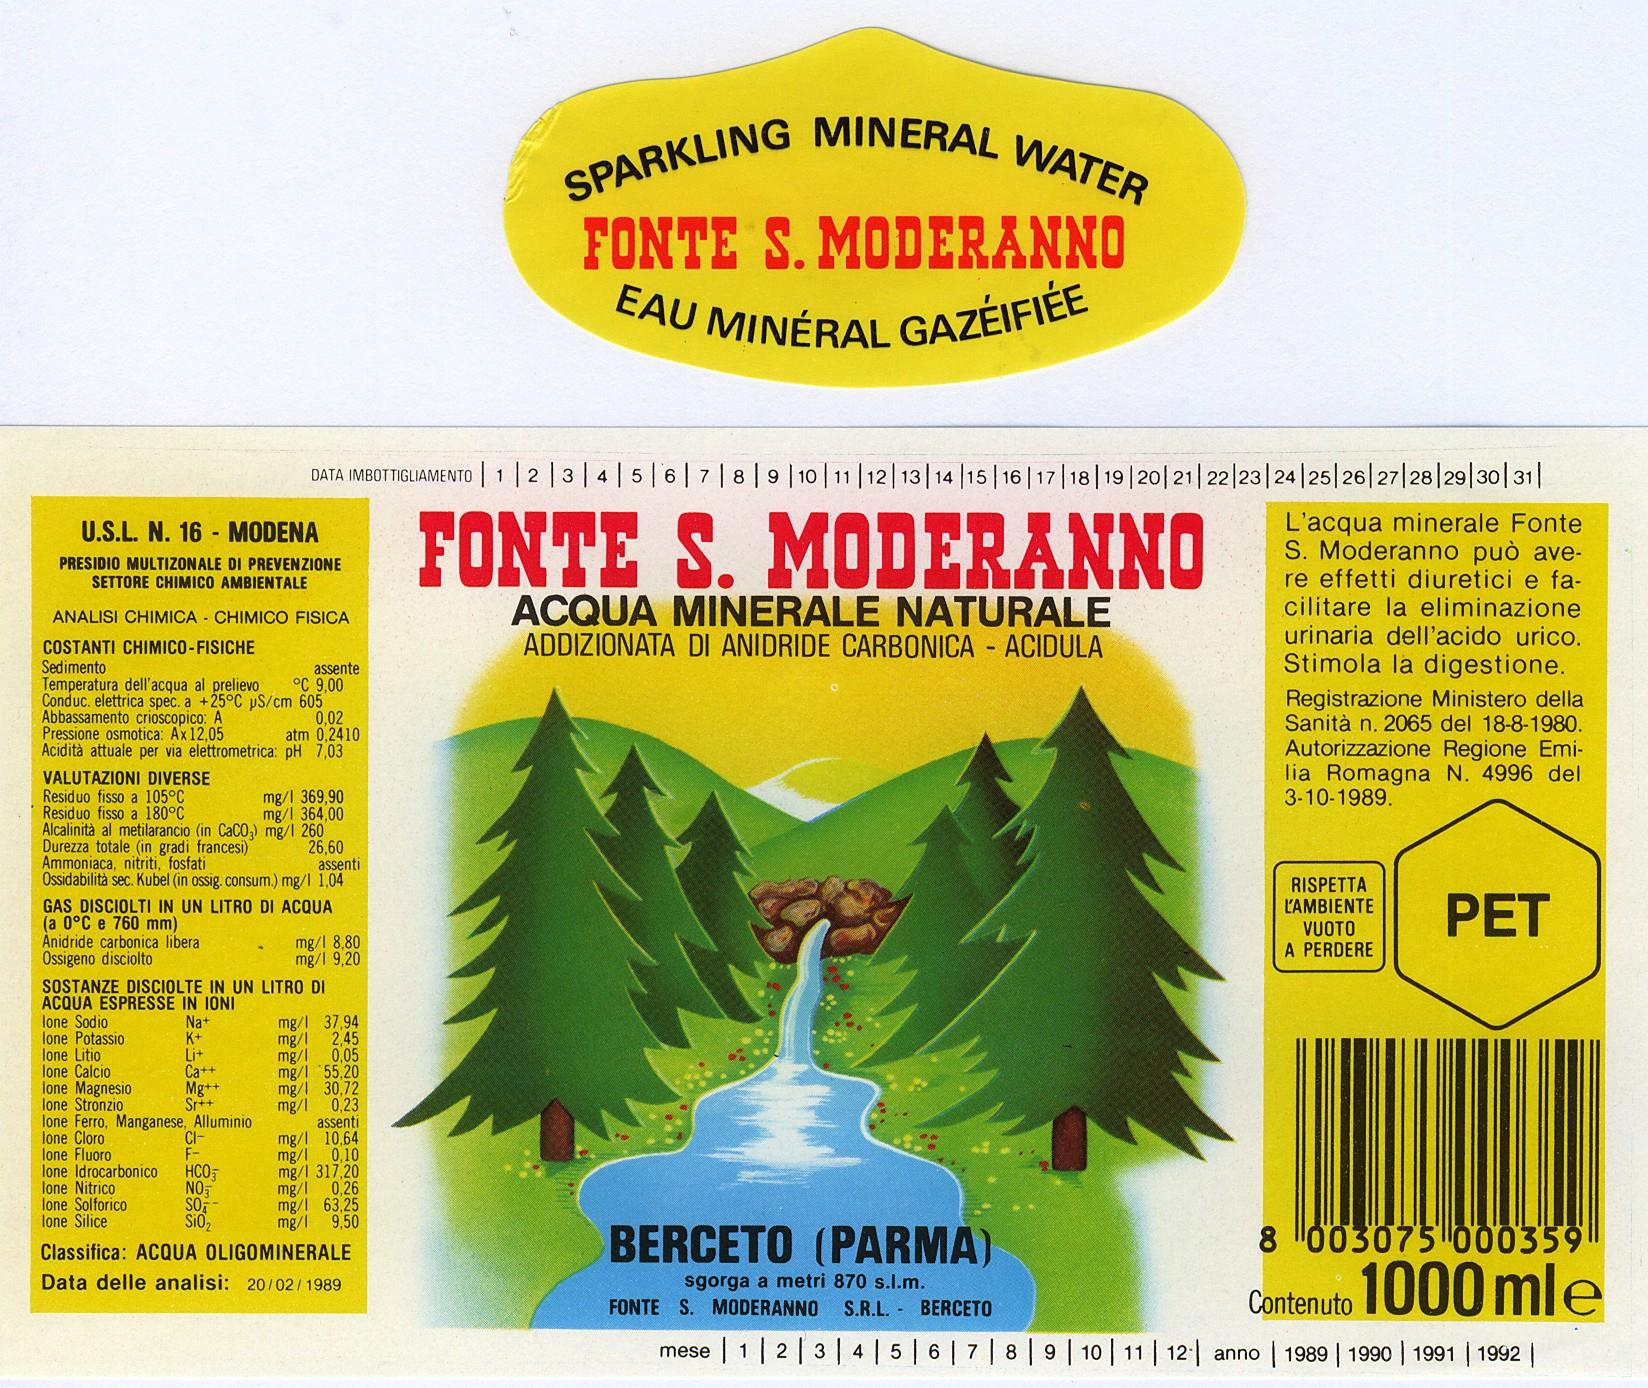 SPARKLING MINERAL WATER
FONTE S. MODERANNO
EAU MINÉRAL GAZÉIFIÉE
DATA IMBOTTIGLIAMENTO | 1 | 2 | 3 | 4 | 5 | 6 | 7 | 8 | 9 | 10 | 11 | 12 | 13 | 14 | 15 | 16 | 17 | 18 | 19 | 20 | 21 | 22 | 23 | 24 | 25 | 26 | 27 | 28 | 29 | 30 | 31 |
U.S.L. N. 16 - MODENA
PRESIDIO MULTIZONALE DI PREVENZIONE
SETTORE CHIMICO AMBIENTALE
ANALISI CHIMICA - CHIMICO FISICA
COSTANTI CHIMICO-FISICHE
Sedimento assente
Temperatura dell'acqua al prelievo °C 9,00
Conduc. elettrica spec. a +25°C µS/cm 605
Abbassamento crioscopico: A 0,02
Pressione osmotica: Ax12,05 atm 0,2410
Acidità attuale per via elettrometrica: pH 7,03
VALUTAZIONI DIVERSE
Residuo fisso a 105°C mg/l 369,90
Residuo fisso a 180°C mg/l 364,00
Alcalinità al metilarancio (in CaCO₃) mg/l 260
Durezza totale (in gradi francesi) 26,60
Ammoniaca, nitriti, fosfati assenti
Ossidabilità sec. Kubel (in ossig. consum.) mg/l 1,04
GAS DISCIOLTI IN UN LITRO DI ACQUA
(a 0°C e 760 mm)
Anidride carbonica libera mg/l 8,80
Ossigeno disciolto mg/l 9,20
SOSTANZE DISCIOLTE IN UN LITRO DI
ACQUA ESPRESSE IN IONI
Ione Sodio Na⁺ mg/l 37,94
Ione Potassio K⁺ mg/l 2,45
Ione Litio Li⁺ mg/l 0,05
Ione Calcio Ca⁺⁺ mg/l 55,20
Ione Magnesio Mg⁺⁺ mg/l 30,72
Ione Stronzio Sr⁺⁺ mg/l 0,23
Ione Ferro, Manganese, Alluminio assenti
Ione Cloro Cl⁻ mg/l 10,64
Ione Fluoro F⁻ mg/l 0,10
Ione Idrocarbonico HCO₃⁻ mg/l 317,20
Ione Nitrico NO₃⁻ mg/l 0,26
Ione Solforico SO₄⁻⁻ mg/l 63,25
Ione Silice SiO₂ mg/l 9,50
Classifica: ACQUA OLIGOMINERALE
Data delle analisi: 20/02/1989
FONTE S. MODERANNO
ACQUA MINERALE NATURALE
ADDIZIONATA DI ANIDRIDE CARBONICA - ACIDULA
BERCETO (PARMA)
sgorga a metri 870 s.l.m.
FONTE S. MODERANNO S.R.L. - BERCETO
L'acqua minerale Fonte
S. Moderanno può ave-
re effetti diuretici e fa-
cilitare la eliminazione
urinaria dell'acido urico.
Stimola la digestione.
Registrazione Ministero della
Sanità n. 2065 del 18-8-1980.
Autorizzazione Regione Emi-
lia Romagna N. 4996 del
3-10-1989.
RISPETTA
L'AMBIENTE
VUOTO
A PERDERE
PET
8 003075 000359
Contenuto 1000 ml e
mese | 1 | 2 | 3 | 4 | 5 | 6 | 7 | 8 | 9 | 10 | 11 | 12 | anno | 1989 | 1990 | 1991 | 1992 |